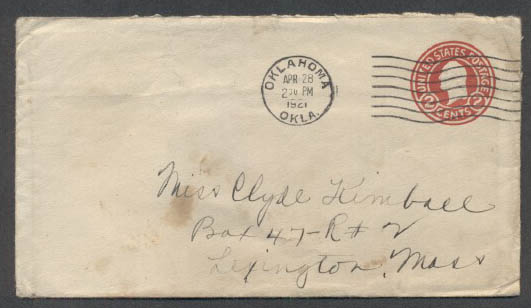 OKLAHOMA
APR 28
2 30 PM
1921
OKLA.
UNITED STATES POSTAGE
2 2
CENTS
Miss Clyde Kimball
Box 47-R# 2
Lexington, Mass